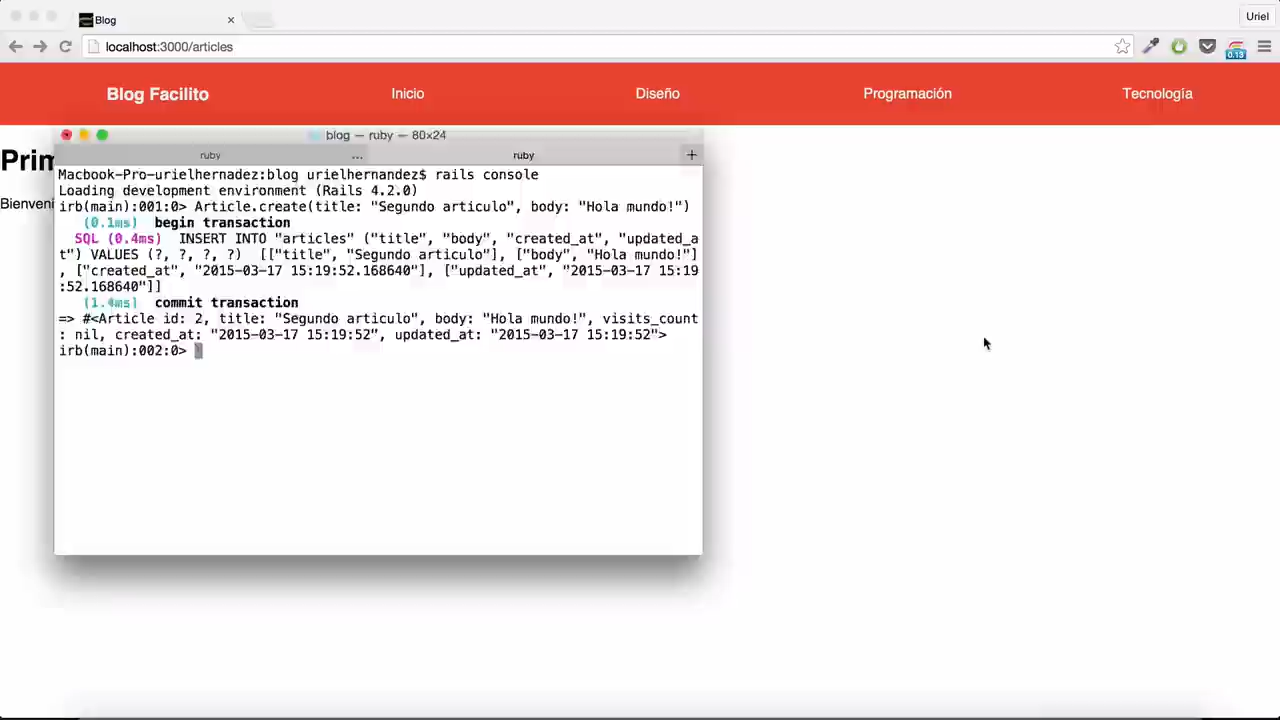 Blog
Uriel
localhost:3000/articles
0.19
Blog Facilito Inicio Diseño Programación Tecnología
blog — ruby — 80×24
ruby ... ruby +
Macbook-Pro-urielhernadez:blog urielhernandez$ rails console
Loading development environment (Rails 4.2.0)
irb(main):001:0> Article.create(title: "Segundo articulo", body: "Hola mundo!")
(0.1ms) begin transaction
SQL (0.4ms) INSERT INTO "articles" ("title", "body", "created_at", "updated_a
t") VALUES (?, ?, ?, ?) [["title", "Segundo articulo"], ["body", "Hola mundo!"]
, ["created_at", "2015-03-17 15:19:52.168640"], ["updated_at", "2015-03-17 15:19
:52.168640"]]
(1.4ms) commit transaction
=> #<Article id: 2, title: "Segundo articulo", body: "Hola mundo!", visits_count
: nil, created_at: "2015-03-17 15:19:52", updated_at: "2015-03-17 15:19:52">
irb(main):002:0>